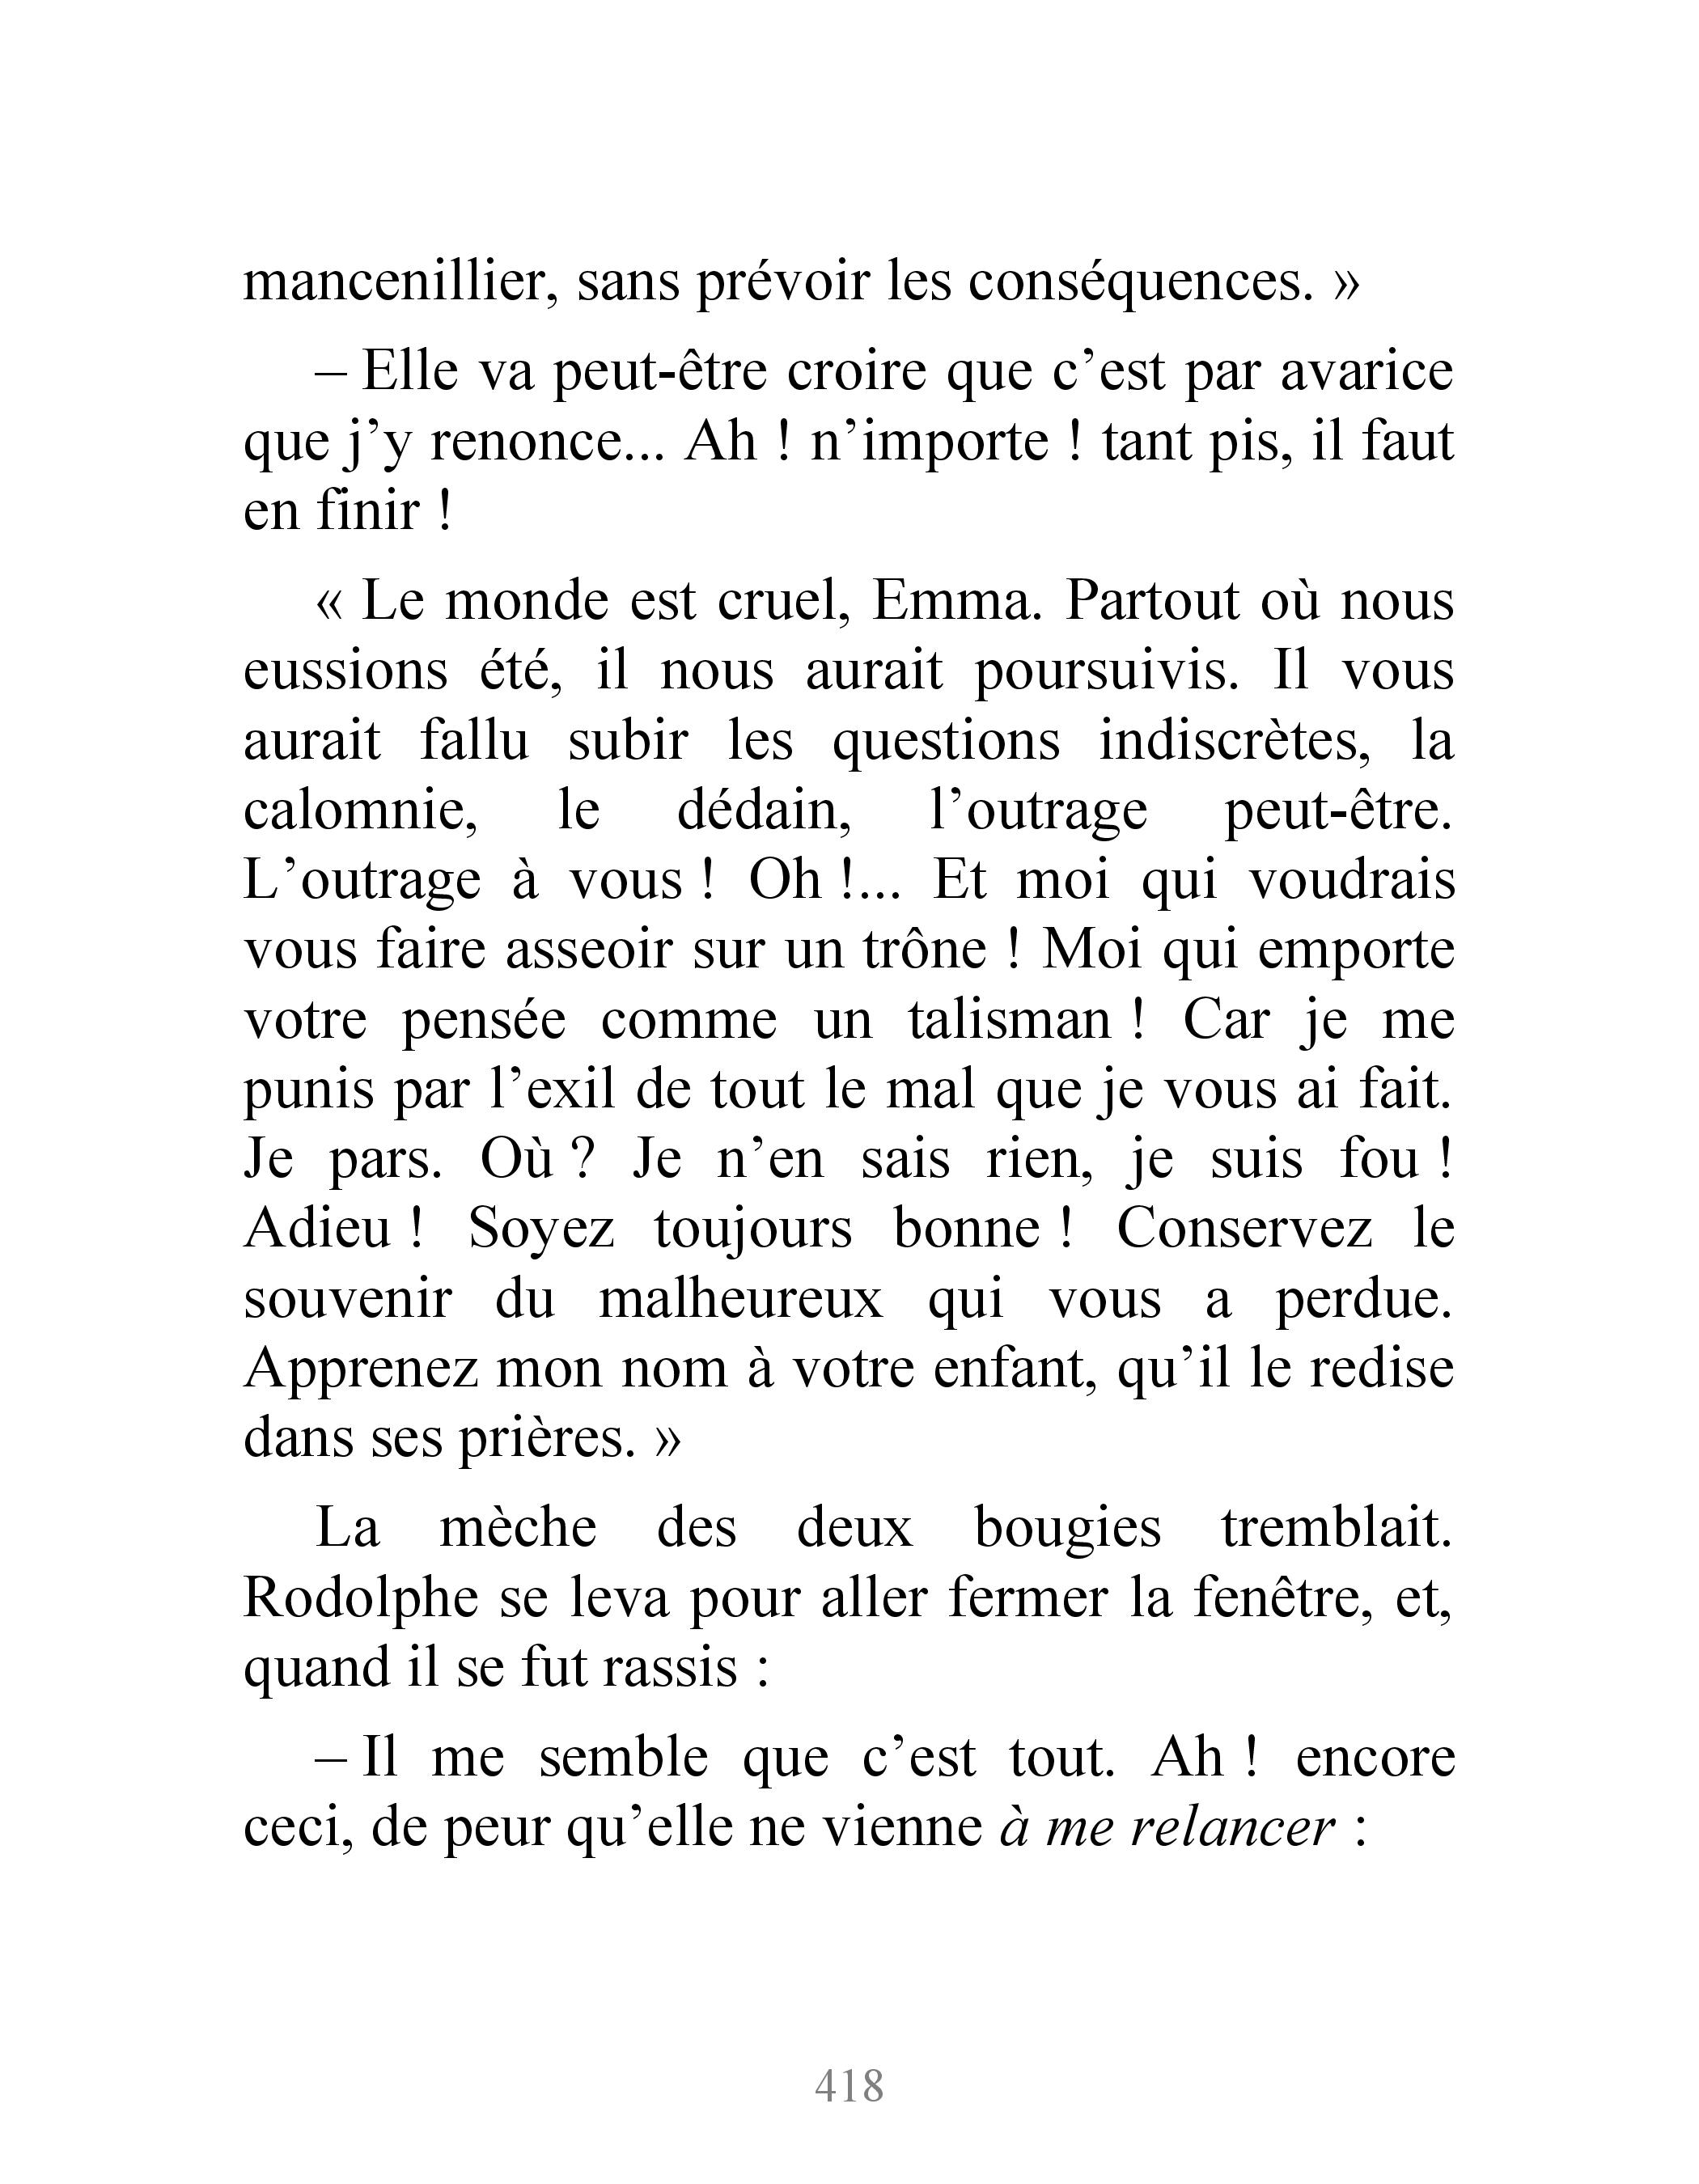 mancenillier, sans prévoir les conséquences. »
– Elle va peut-être croire que c’est par avarice
que j’y renonce... Ah ! n’importe ! tant pis, il faut
en finir !
« Le monde est cruel, Emma. Partout où nous
eussions été, il nous aurait poursuivis. Il vous
aurait fallu subir les questions indiscrètes, la
calomnie, le dédain, l’outrage peut-être.
L’outrage à vous ! Oh !... Et moi qui voudrais
vous faire asseoir sur un trône ! Moi qui emporte
votre pensée comme un talisman ! Car je me
punis par l’exil de tout le mal que je vous ai fait.
Je pars. Où ? Je n’en sais rien, je suis fou !
Adieu ! Soyez toujours bonne ! Conservez le
souvenir du malheureux qui vous a perdue.
Apprenez mon nom à votre enfant, qu’il le redise
dans ses prières. »
La mèche des deux bougies tremblait.
Rodolphe se leva pour aller fermer la fenêtre, et,
quand il se fut rassis :
– Il me semble que c’est tout. Ah ! encore
ceci, de peur qu’elle ne vienne à me relancer :
418